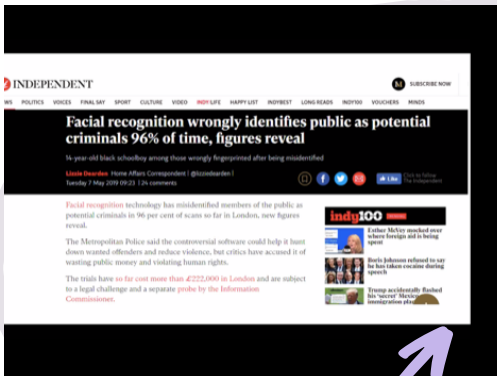 INDEPENDENT
SUBSCRIBE NOW
WS POLITICS VOICES FINAL SAY SPORT CULTURE VIDEO INDY/LIFE HAPPY LIST INDYBEST LONG READS INDY100 VOUCHERS MINDS
Facial recognition wrongly identifies public as potential
criminals 96% of time, figures reveal
14-year-old black schoolboy among those wrongly fingerprinted after being misidentified
Lizzie Dearden Home Affairs Correspondent | @lizziedearden |
Tuesday 7 May 2019 09:23 | 24 comments
Like
Click to follow
The Independent
Facial recognition technology has misidentified members of the public as
potential criminals in 96 per cent of scans so far in London, new figures
reveal.
The Metropolitan Police said the controversial software could help it hunt
down wanted offenders and reduce violence, but critics have accused it of
wasting public money and violating human rights.
The trials have so far cost more than £222,000 in London and are subject
to a legal challenge and a separate probe by the Information
Commissioner.
indy100
Esther McVey mocked over
where foreign aid is being
spent
Boris Johnson refused to say
he has taken cocaine during
speech
Trump accidentally flashed
his 'secret' Mexico
immigration